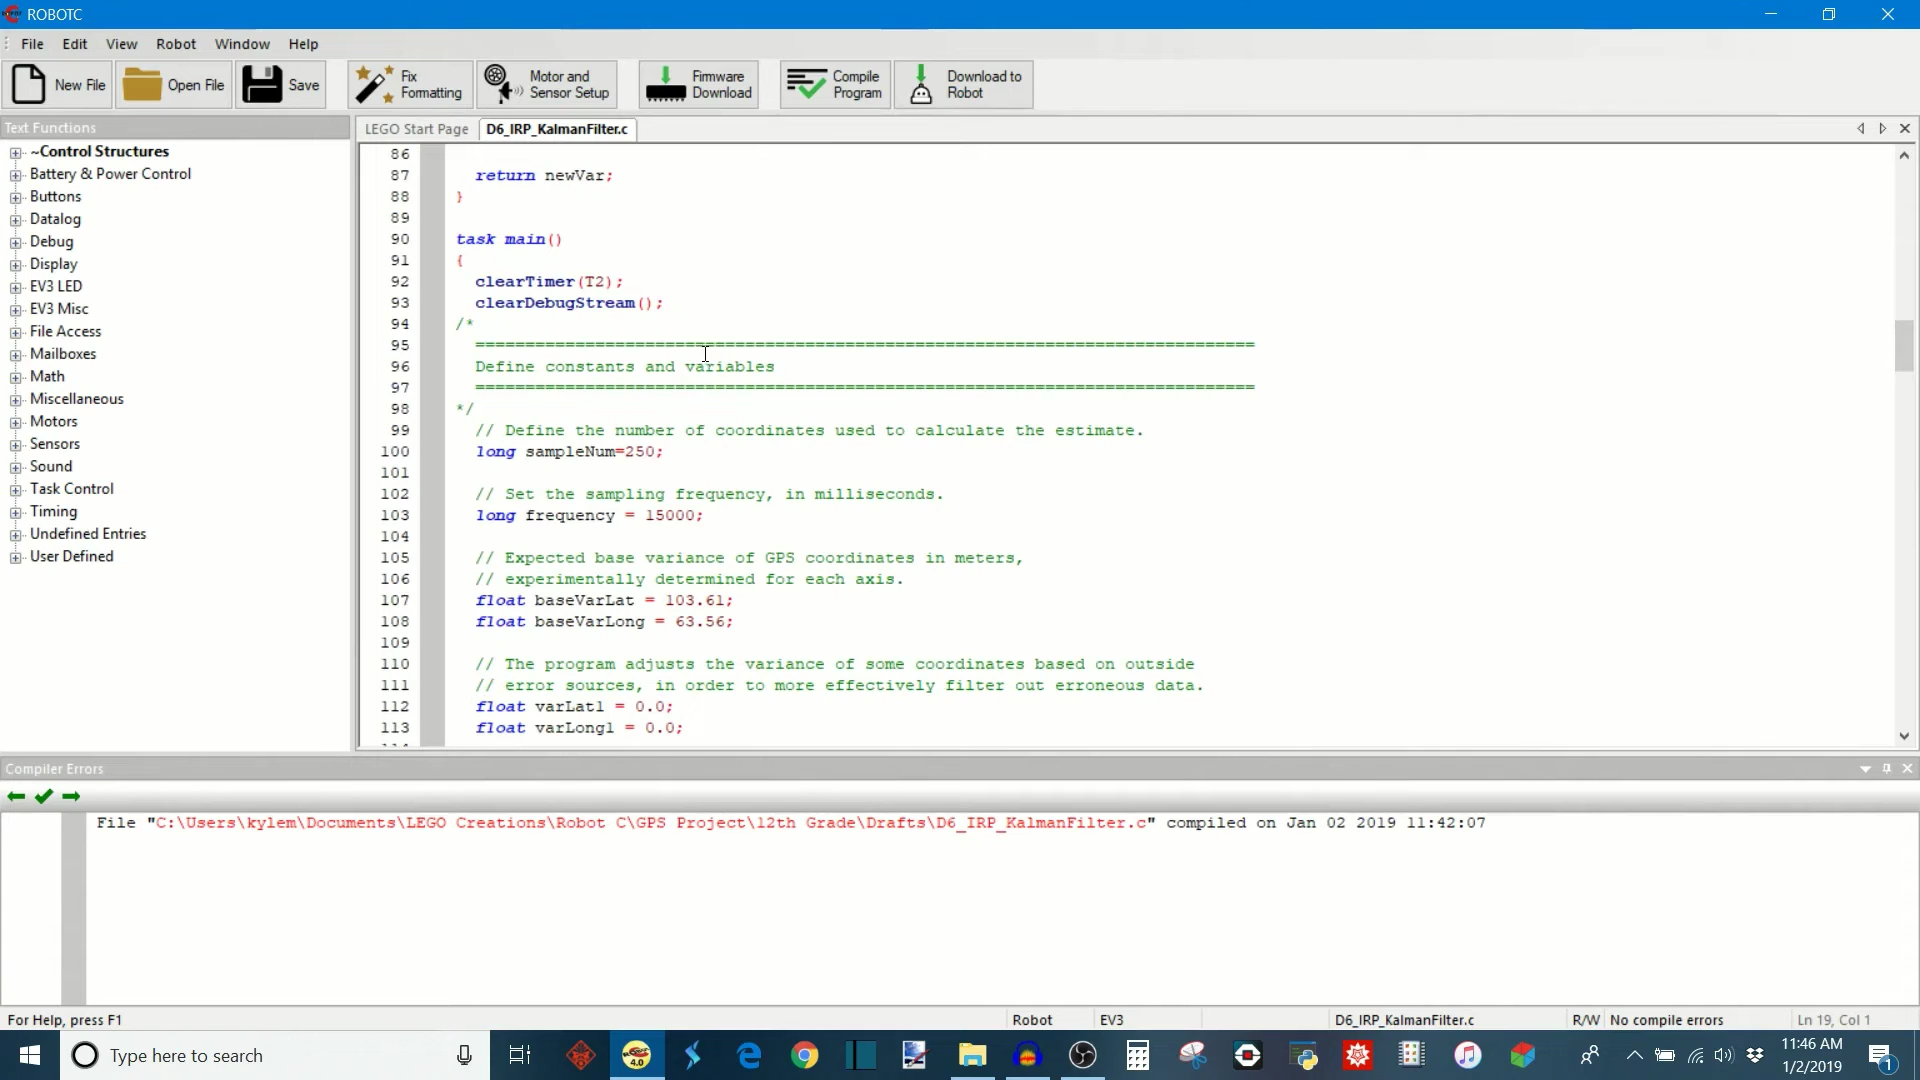 ROBOTC
File Edit View Robot Window Help
New File Open File Save Fix Formatting Motor and Sensor Setup Firmware Download Compile Program Download to Robot
Text Functions
~Control Structures
Battery & Power Control
Buttons
Datalog
Debug
Display
EV3 LED
EV3 Misc
File Access
Mailboxes
Math
Miscellaneous
Motors
Sensors
Sound
Task Control
Timing
Undefined Entries
User Defined
LEGO Start Page D6_IRP_KalmanFilter.c
86
87 return newVar;
88 }
89
90 task main()
91 {
92 clearTimer(T2);
93 clearDebugStream();
94 /*
95 ==============================================================================
96 Define constants and variables
97 ==============================================================================
98 */
99 // Define the number of coordinates used to calculate the estimate.
100 long sampleNum=250;
101
102 // Set the sampling frequency, in milliseconds.
103 long frequency = 15000;
104
105 // Expected base variance of GPS coordinates in meters,
106 // experimentally determined for each axis.
107 float baseVarLat = 103.61;
108 float baseVarLong = 63.56;
109
110 // The program adjusts the variance of some coordinates based on outside
111 // error sources, in order to more effectively filter out erroneous data.
112 float varLat1 = 0.0;
113 float varLong1 = 0.0;
Compiler Errors
File "C:\Users\kylem\Documents\LEGO Creations\Robot C\GPS Project\12th Grade\Drafts\D6_IRP_KalmanFilter.c" compiled on Jan 02 2019 11:42:07
For Help, press F1 Robot EV3 D6_IRP_KalmanFilter.c R/W No compile errors Ln 19, Col 1
Type here to search 4.0 11:46 AM
1/2/2019 1